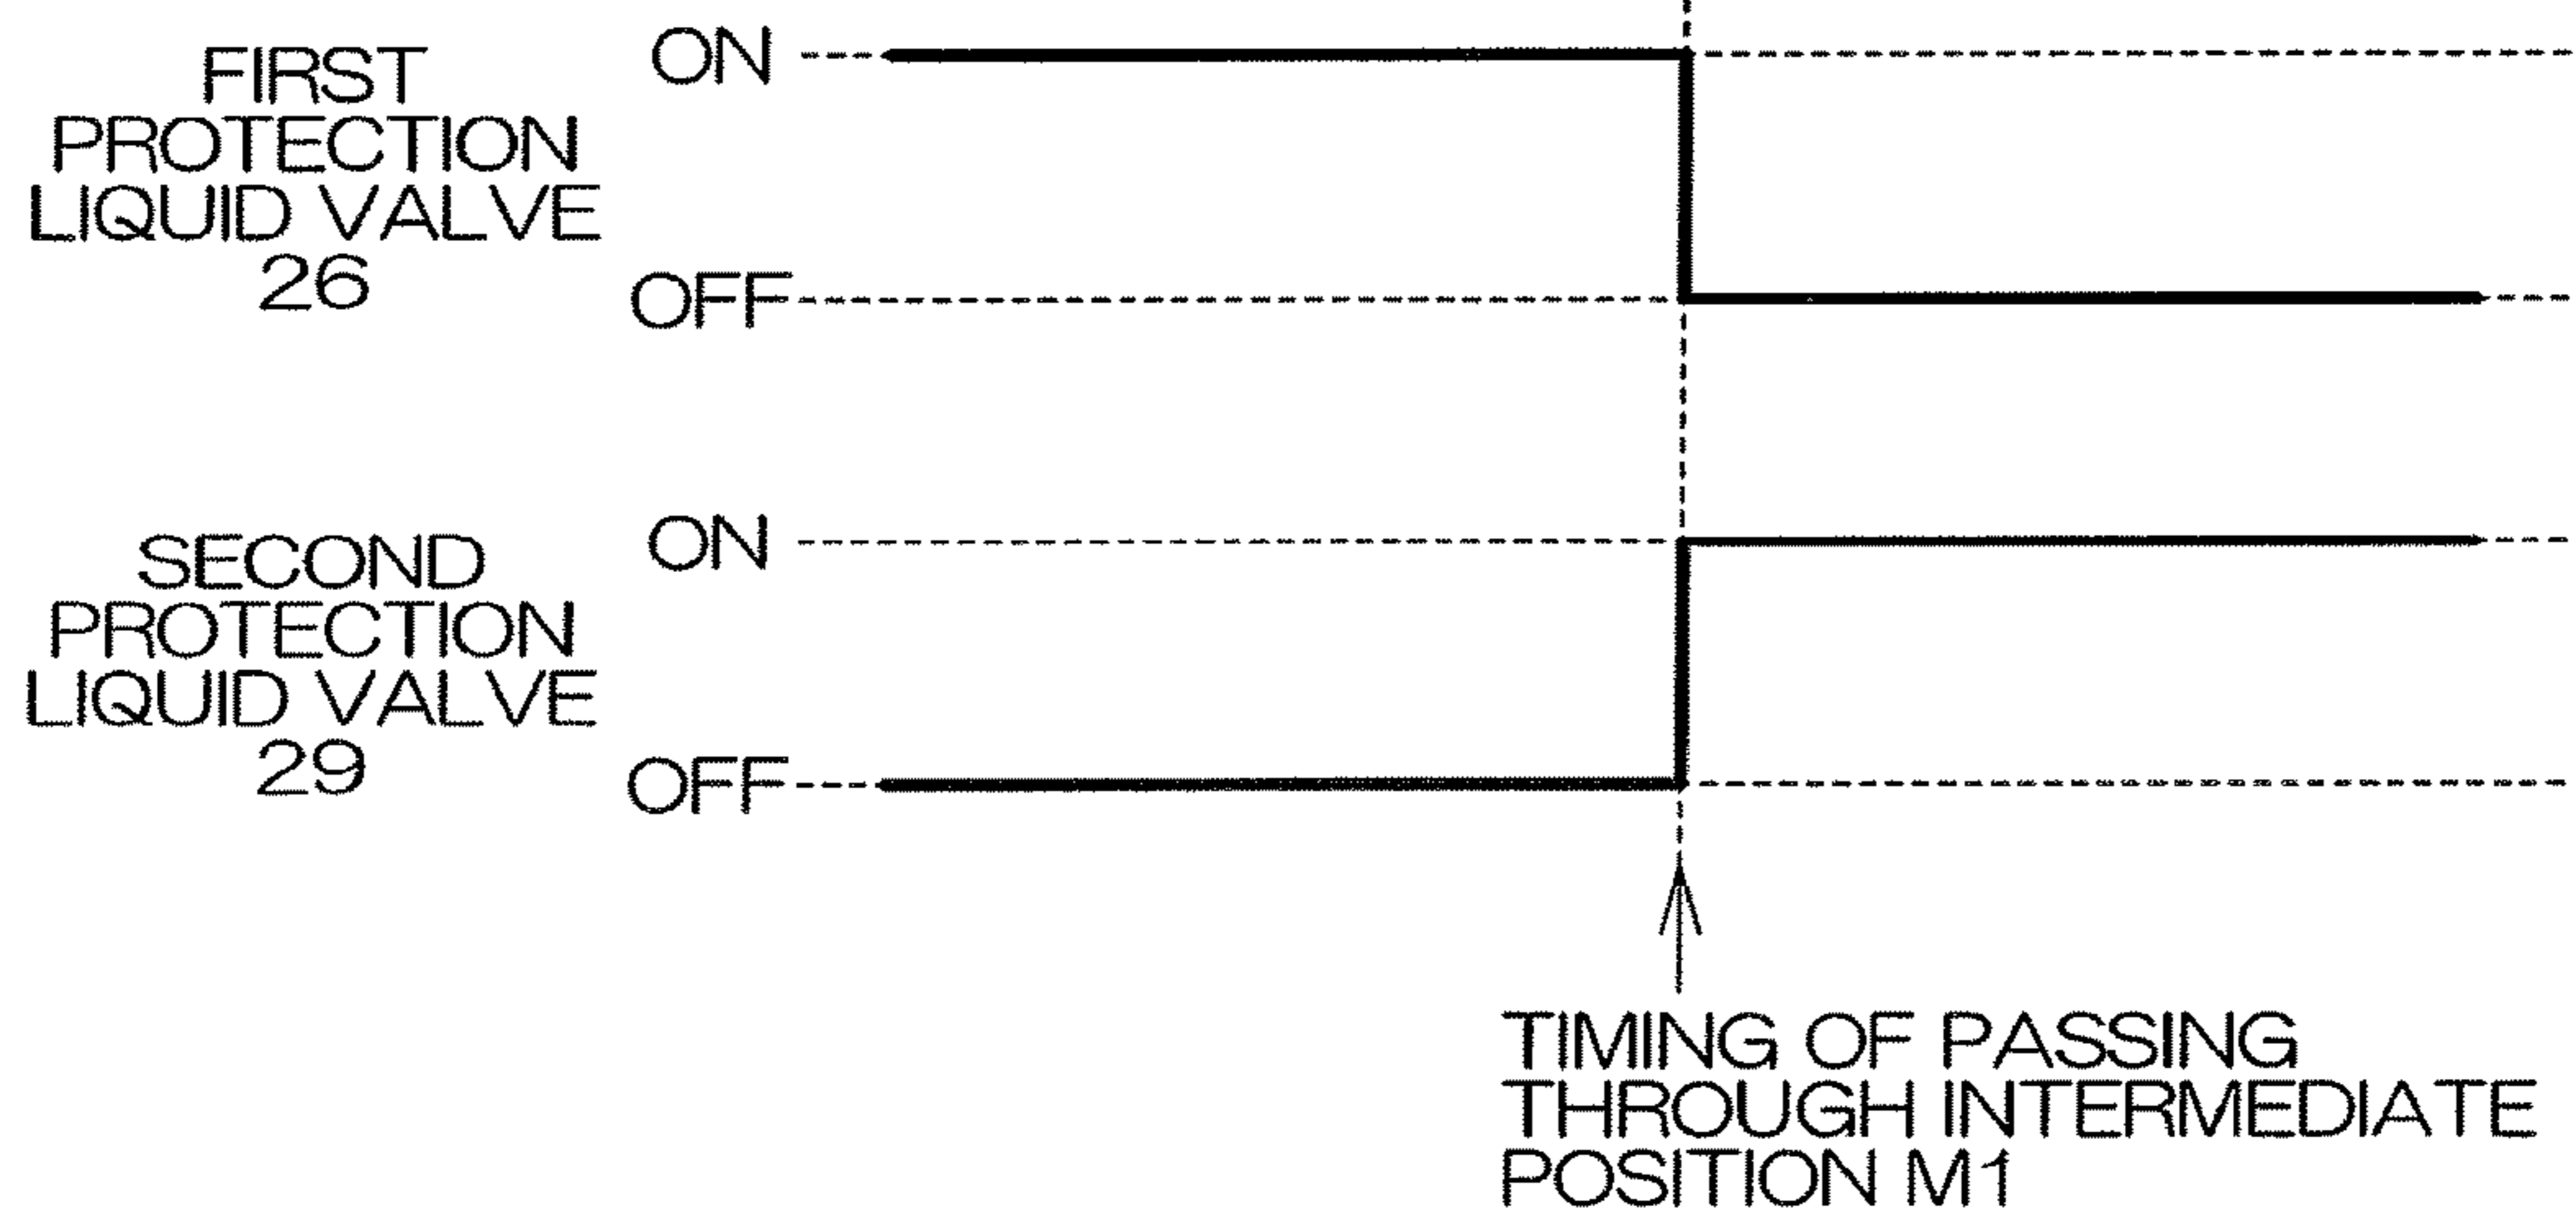 FIRST
PROTECTION
LIQUID VALVE
26
ON
OFF
SECOND
PROTECTION
LIQUID VALVE
29
ON
OFF
TIMING OF PASSING
THROUGH INTERMEDIATE
POSITION M1